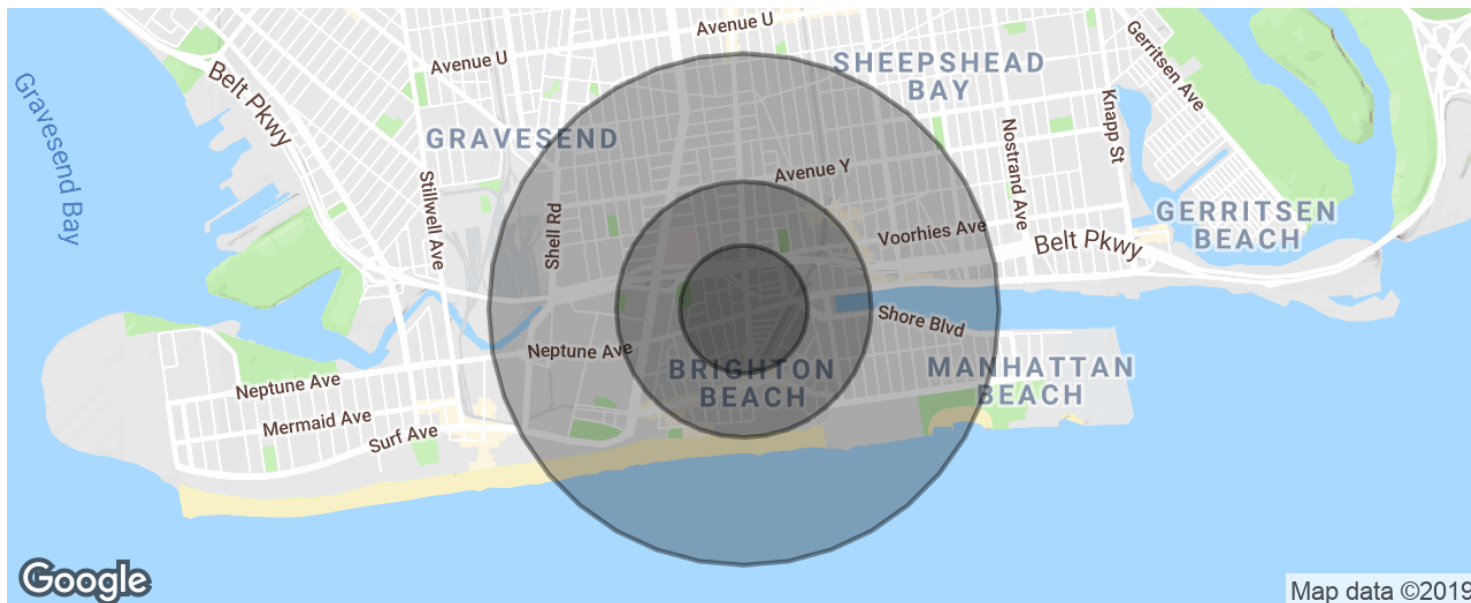 Avenue U
Avenue U
SHEEPSHEAD
BAY
Gerritsen Ave
Belt Pkwy
Gravesend Bay
GRAVESEND
Knapp St
Nostrand Ave
Avenue Y
Stillwell Ave
Shell Rd
GERRITSEN
BEACH
Voorhies Ave
Belt Pkwy
Shore Blvd
Neptune Ave
BRIGHTON
BEACH
MANHATTAN
BEACH
Neptune Ave
Mermaid Ave
Surf Ave
Google
Map data ©2019